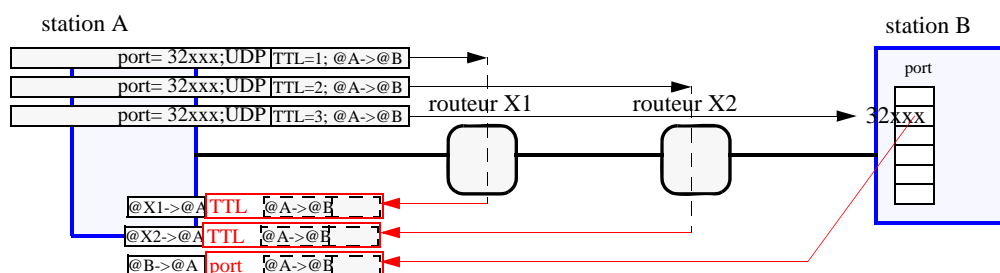 station A
station B
port= 32xxx;UDP TTL=1; @A->@B
port
port= 32xxx;UDP TTL=2; @A->@B
routeur X1
routeur X2
port= 32xxx;UDP TTL=3; @A->@B
32xxx
@X1->@A TTL @A->@B
@X2->@A TTL @A->@B
@B->@A port @A->@B